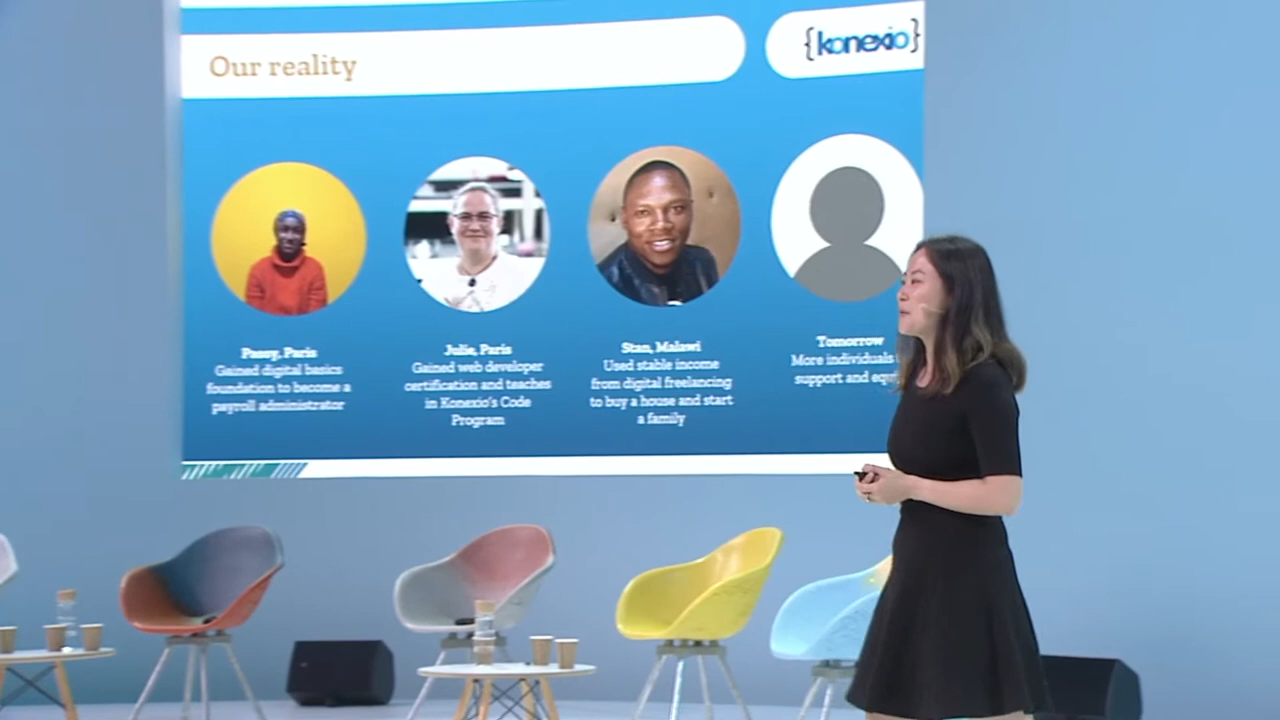 Our reality
{konexio}
Passy, Paris
Gained digital basics
foundation to become a
payroll administrator
Julie, Paris
Gained web developer
certification and teaches
in Konexio's Code
Program
Stan, Malawi
Used stable income
from digital freelancing
to buy a house and start
a family
Tomorrow
More individuals
support and